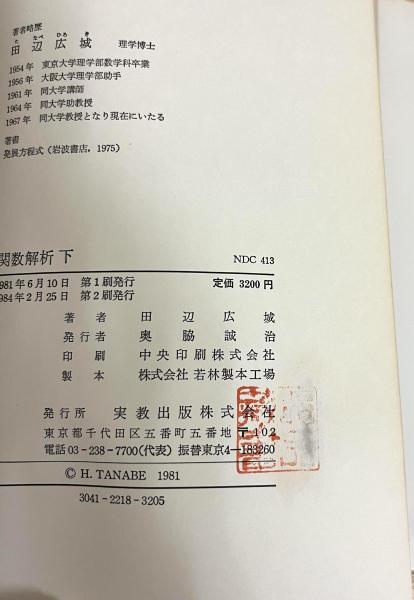 著者略歴
た なべ ひろ き
田 辺 広 城 理学博士
1954年 東京大学理学部数学科卒業
1956年 大阪大学理学部助手
1961年 同大学講師
1964年 同大学助教授
1967年 同大学教授となり現在にいたる
著書
発展方程式(岩波書店,1975)
関数解析 下 NDC 413
1981年6月10日 第1刷発行 定価 3200円
1984年2月25日 第2刷発行
著者 田辺広城
発行者 奥脇誠治
印刷 中央印刷株式会社
製本 株式会社 若林製本工場
発行所 実教出版株式会社
東京都千代田区五番町五番地 〒102
電話 03-238-7700(代表) 振替東京4-183260
© H. TANABE 1981
3041-2218-3205